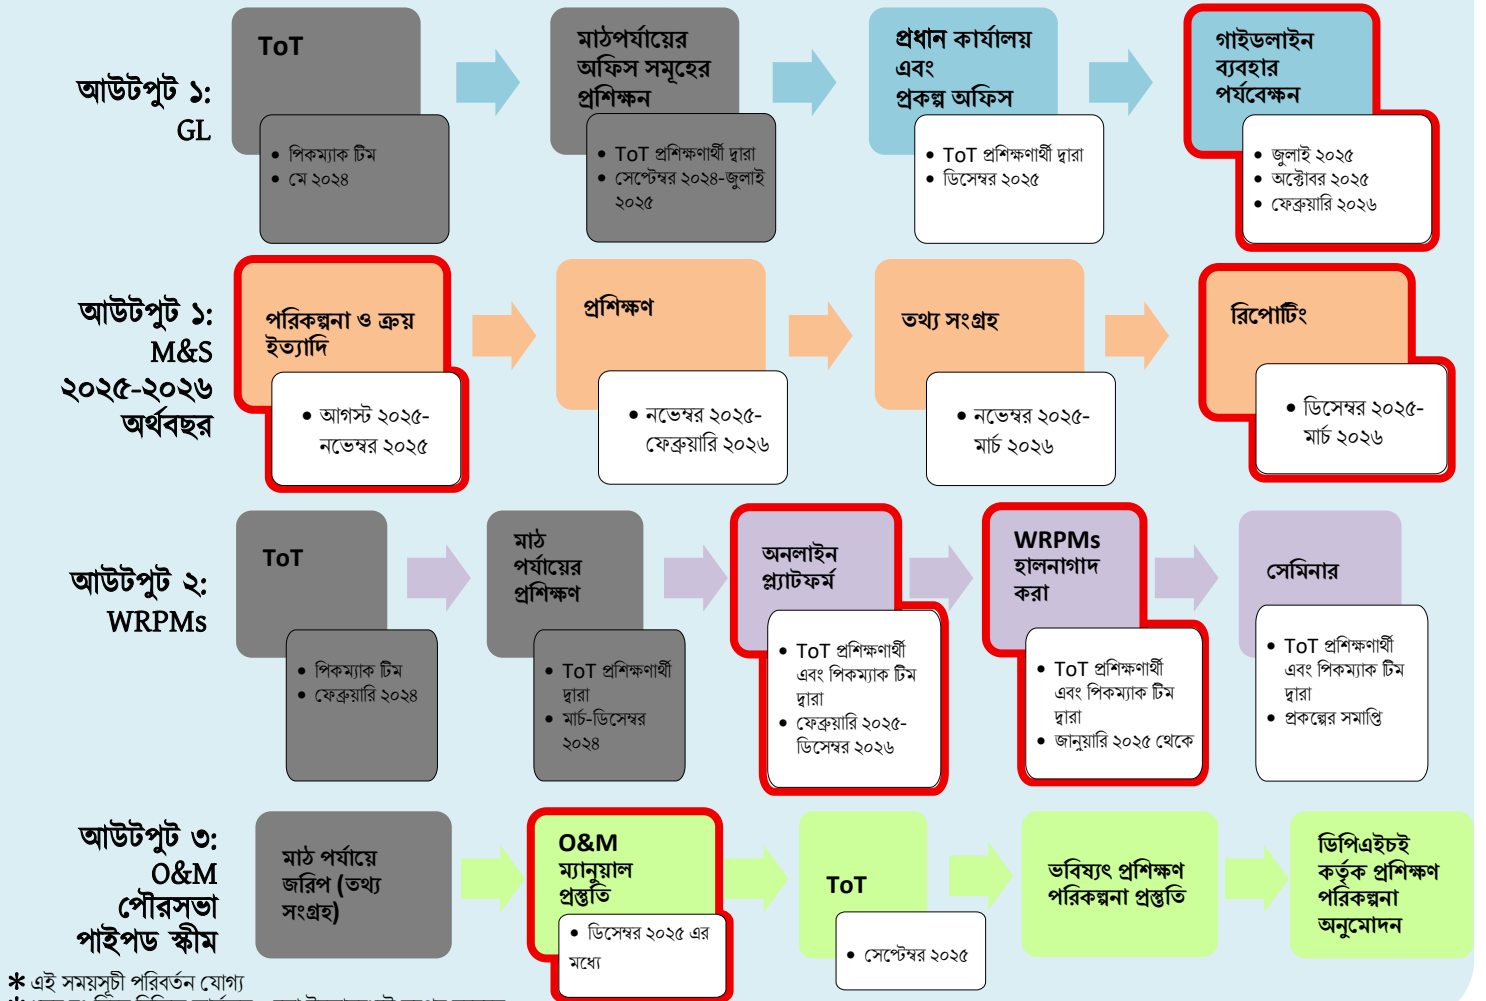 আউটপুট ১:
GL
ToT
• পিকম্যাক টিম
• মে ২০২৪
মাঠপর্যায়ের
অফিস সমূহের
প্রশিক্ষন
• ToT প্রশিক্ষণার্থী দ্বারা
• সেপ্টেম্বর ২০২৪-জুলাই
২০২৫
প্রধান কার্যালয়
এবং
প্রকল্প অফিস
• ToT প্রশিক্ষণার্থী দ্বারা
• ডিসেম্বর ২০২৫
গাইডলাইন
ব্যবহার
পর্যবেক্ষন
• জুলাই ২০২৫
• অক্টোবর ২০২৫
• ফেব্রুয়ারি ২০২৬
আউটপুট ১:
M&S
২০২৫-২০২৬
অর্থবছর
পরিকল্পনা ও ক্রয়
ইত্যাদি
• আগস্ট ২০২৫-
নভেম্বর ২০২৫
প্রশিক্ষণ
• নভেম্বর ২০২৫-
ফেব্রুয়ারি ২০২৬
তথ্য সংগ্রহ
• নভেম্বর ২০২৫-
মার্চ ২০২৬
রিপোর্টিং
• ডিসেম্বর ২০২৫-
মার্চ ২০২৬
আউটপুট ২:
WRPMs
ToT
• পিকম্যাক টিম
• ফেব্রুয়ারি ২০২৪
মাঠ
পর্যায়ের
প্রশিক্ষণ
• ToT প্রশিক্ষণার্থী
দ্বারা
• মার্চ-ডিসেম্বর
২০২৪
অনলাইন
প্ল্যাটফর্ম
• ToT প্রশিক্ষণার্থী
এবং পিকম্যাক টিম
দ্বারা
• ফেব্রুয়ারি ২০২৫-
ডিসেম্বর ২০২৬
WRPMs
হালনাগাদ
করা
• ToT প্রশিক্ষণার্থী
এবং পিকম্যাক টিম
দ্বারা
• জানুয়ারি ২০২৫ থেকে
সেমিনার
• ToT প্রশিক্ষণার্থী
এবং পিকম্যাক টিম
দ্বারা
• প্রকল্পের সমাপ্তি
আউটপুট ৩:
O&M
পৌরসভা
পাইপড স্কীম
মাঠ পর্যায়ে
জরিপ (তথ্য
সংগ্রহ)
O&M
ম্যানুয়াল
প্রস্তুতি
• ডিসেম্বর ২০২৫ এর
মধ্যে
ToT
• সেপ্টেম্বর ২০২৫
ভবিষ্যৎ প্রশিক্ষণ
পরিকল্পনা প্রস্তুতি
ডিপিএইচই
কর্তৃক প্রশিক্ষণ
পরিকল্পনা
অনুমোদন
* এই সময়সূচী পরিবর্তন যোগ্য